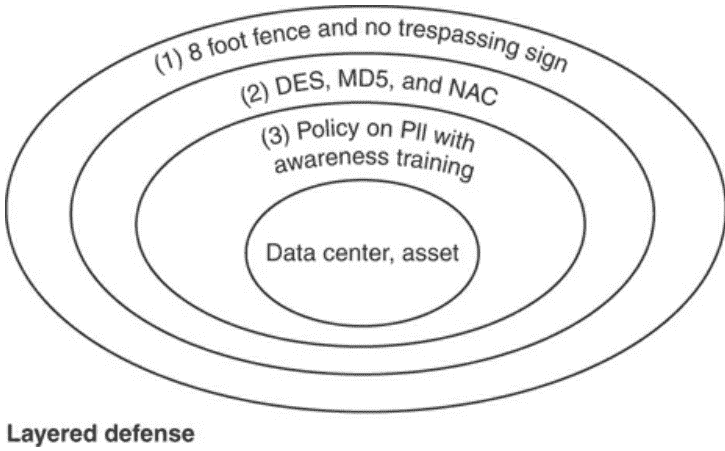 (1) 8 foot fence and no trespassing sign
(2) DES, MD5, and NAC
(3) Policy on PII with
awareness training
Data center, asset
Layered defense